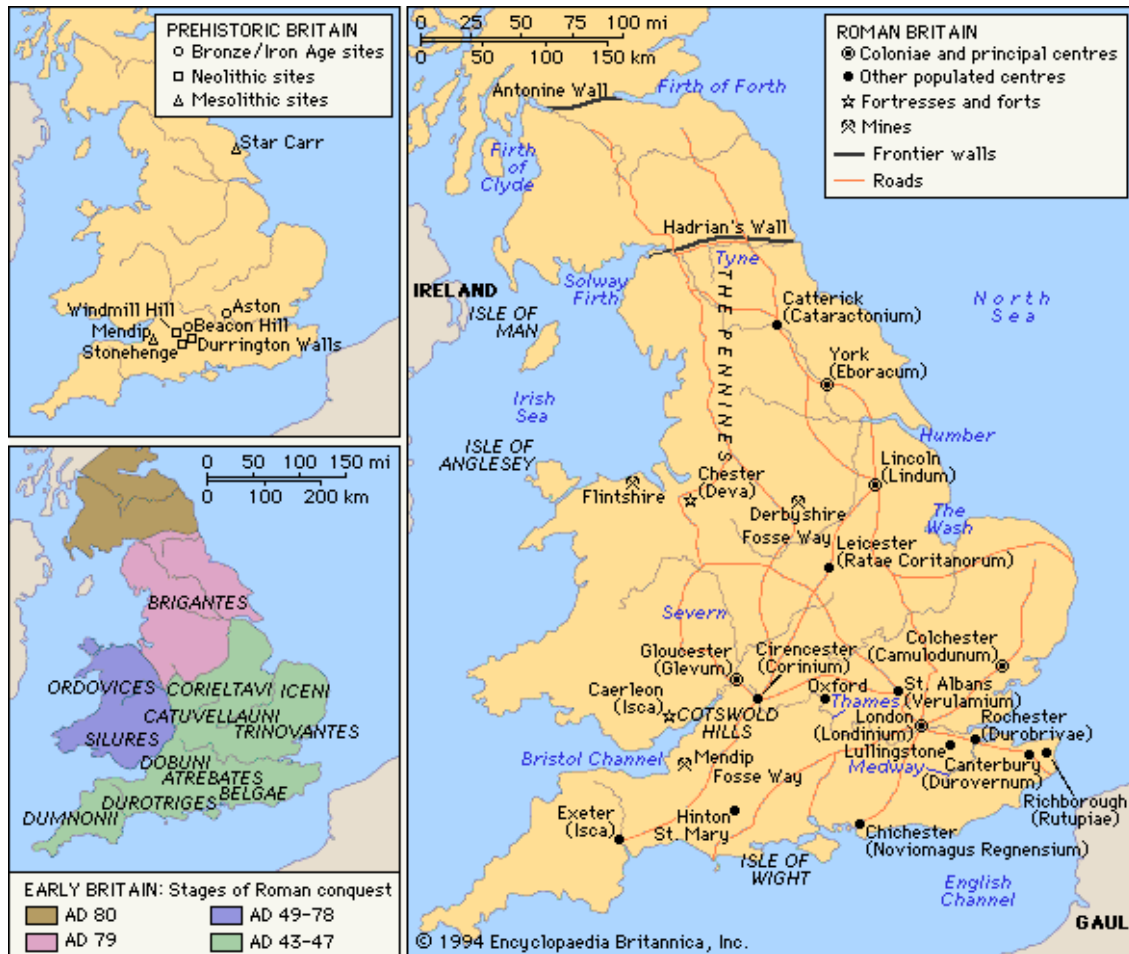 PREHISTORIC BRITAIN
Bronze/Iron Age sites
Neolithic sites
Mesolithic sites
Star Carr
Windmill Hill
Aston
Mendip
Beacon Hill
Stonehenge
Durrington Walls
0 50 100 150 mi
0 100 200 km
BRIGANTES
ORDOVICES
CORIELTAVI
ICENI
CATUVELLAUNI
TRINOVANTES
SILURES
DOBUNI
ATREBATES
BELGAE
DUROTRIGES
DUMNONII
EARLY BRITAIN: Stages of Roman conquest
AD 80
AD 49-78
AD 79
AD 43-47
0 25 50 75 100 mi
0 50 100 150 km
ROMAN BRITAIN
Coloniae and principal centres
Other populated centres
Fortresses and forts
Mines
Frontier walls
Roads
Antonine Wall
Firth of Forth
Firth
of
Clyde
Hadrian's Wall
Tyne
Solway
Firth
IRELAND
ISLE OF
MAN
THE PENNINES
Catterick
(Cataractonium)
North
Sea
York
(Eboracum)
Irish
Sea
Humber
ISLE OF
ANGLESEY
Lincoln
(Lindum)
Chester
(Deva)
Flintshire
Derbyshire
The
Wash
Fosse Way
Leicester
(Ratae Coritanorum)
Severn
Colchester
(Camulodunum)
Gloucester
(Glevum)
Cirencester
(Corinium)
Caerleon
(Isca)
Oxford
St. Albans
(Verulamium)
COTSWOLD
HILLS
Thames
London
(Londinium)
Rochester
(Durobrivae)
Lullingstone
Bristol Channel
Mendip
Medway
Canterbury
(Durovernum)
Fosse Way
Richborough
(Rutupiae)
Exeter
(Isca)
Hinton
St. Mary
Chichester
(Noviomagus Regnensium)
ISLE OF
WIGHT
English
Channel
GAUL
© 1994 Encyclopaedia Britannica, Inc.